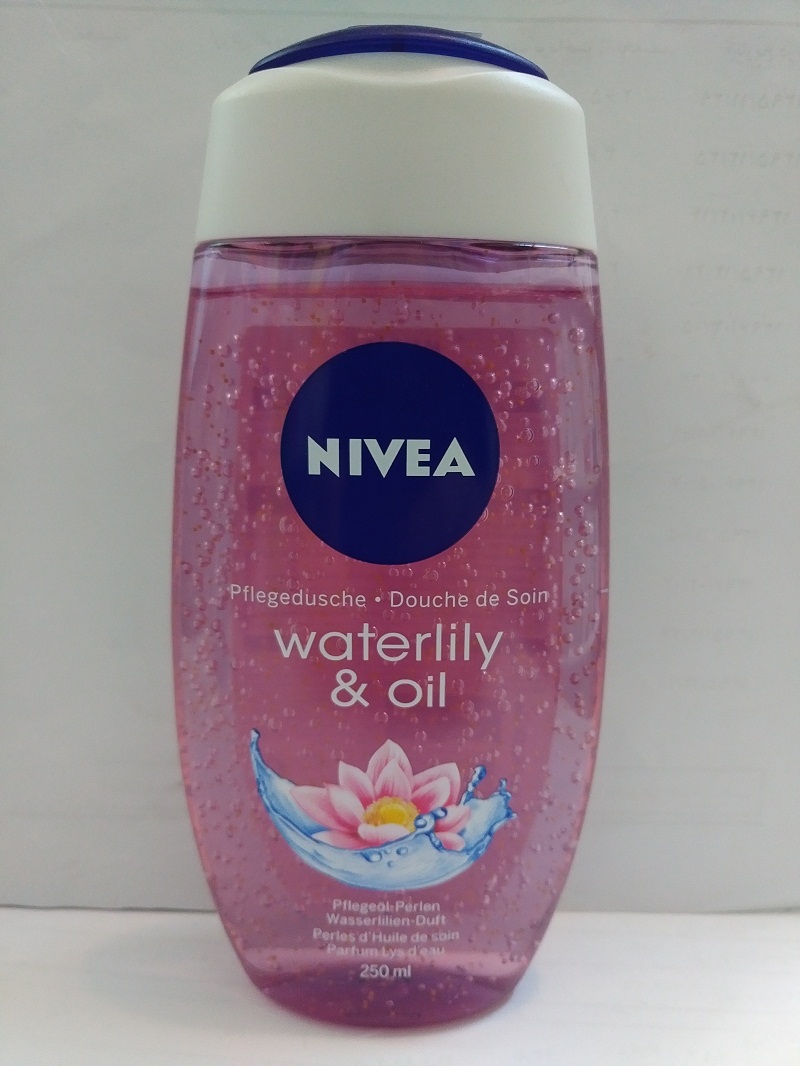 NIVEA
Pflegedusche • Douche de Soin
waterlily
& oil
Pflegeöl-Perlen
Wasserlilien-Duft
Perles d'Huile de soin
Parfum Lys d'eau
250 ml